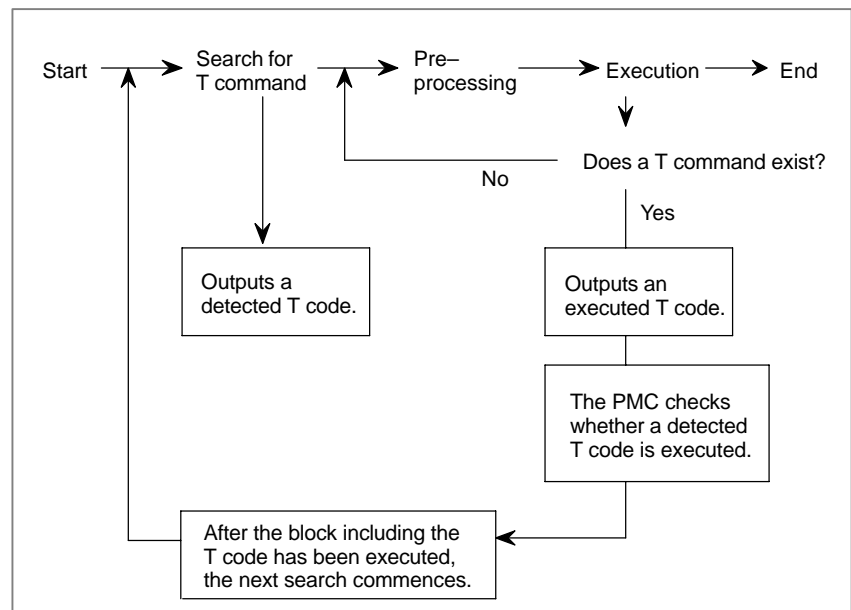 Start
Search for
T command
Pre–
processing
Execution
End
Does a T command exist?
No
Yes
Outputs a
detected T code.
Outputs an
executed T code.
The PMC checks
whether a detected
T code is executed.
After the block including the
T code has been executed,
the next search commences.